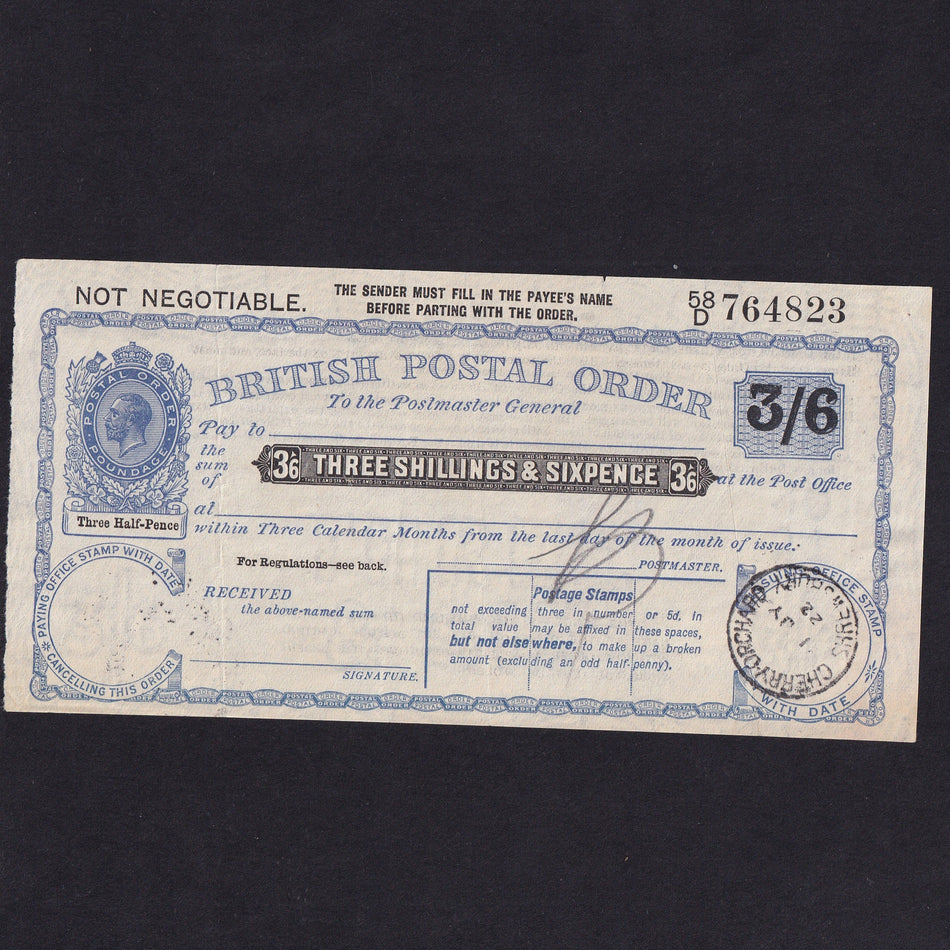 NOT NEGOTIABLE.
THE SENDER MUST FILL IN THE PAYEE'S NAME
BEFORE PARTING WITH THE ORDER.
58
D 764823
BRITISH POSTAL ORDER
To the Postmaster General
3/6
POSTAL ORDER
POUNDAGE
Three Half-Pence
Pay to
the
sum
of
3/6 THREE SHILLINGS & SIXPENCE 3/6
at the Post Office
at
within Three Calendar Months from the last day of the month of issue.
For Regulations—see back.
POSTMASTER.
PAYING OFFICE STAMP WITH DATE
CANCELLING THIS ORDER
RECEIVED
the above-named sum
SIGNATURE.
Postage Stamps
not exceeding three in number or 5d. in
total value may be affixed in these spaces,
but not elsewhere, to make up a broken
amount (excluding an odd half-penny).
ISSUING OFFICE STAMP
WITH DATE
CHERRY-ORCHARD
SHREWSBURY
1 JY
22